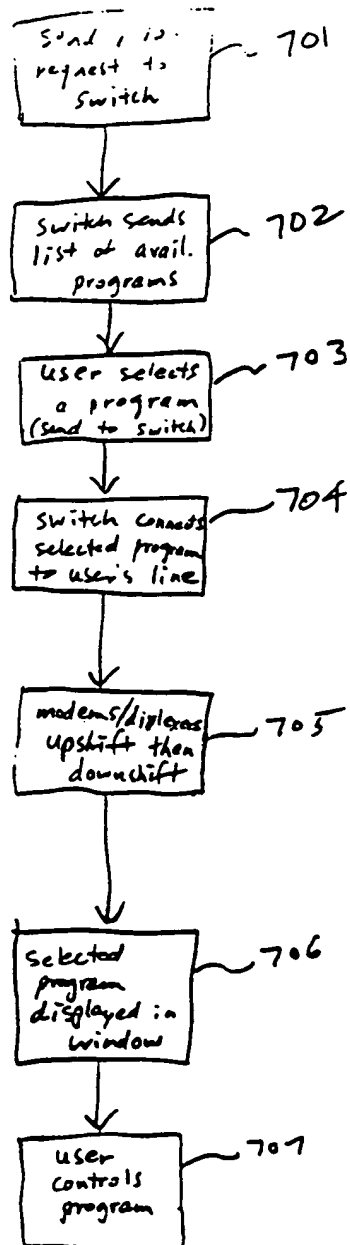 send
request to
switch
701
switch sends
list of avail.
programs
702
user selects
a program
(send to switch)
703
switch connects
selected program
to user's line
704
modems/diplexers
upshift then
downshift
705
selected
program
displayed in
window
706
user
controls
program
707